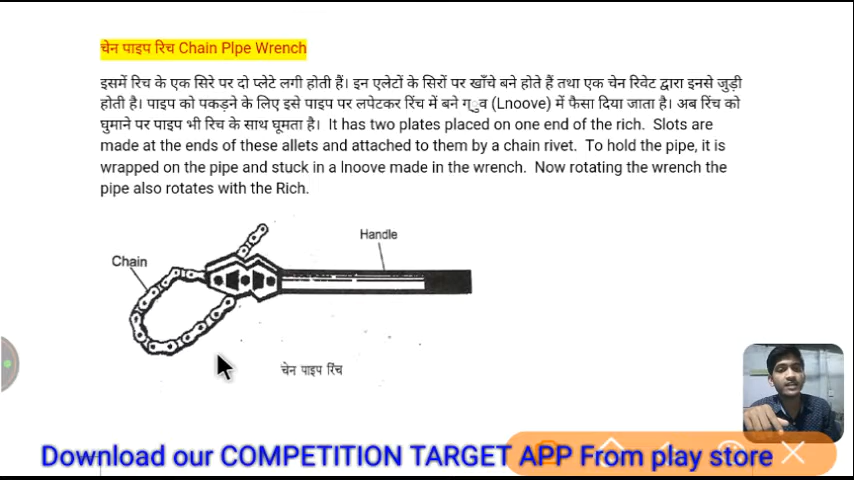 चेन पाइप रिच Chain PIpe Wrench
इसमें रिच के एक सिरे पर दो प्लेटे लगी होती हैं। इन एलेटों के सिरों पर खाँचे बने होते हैं तथा एक चेन रिवेट द्वारा इनसे जुड़ी
होती है। पाइप को पकड़ने के लिए इसे पाइप पर लपेटकर रिंच में बने ग्ुव (Lnoove) में फैसा दिया जाता है। अब रिंच को
घुमाने पर पाइप भी रिच के साथ घूमता है। It has two plates placed on one end of the rich. Slots are
made at the ends of these allets and attached to them by a chain rivet. To hold the pipe, it is
wrapped on the pipe and stuck in a lnoove made in the wrench. Now rotating the wrench the
pipe also rotates with the Rich.
Handle
Chain
चेन पाइप रिंच
Download our COMPETITION TARGET APP From play store